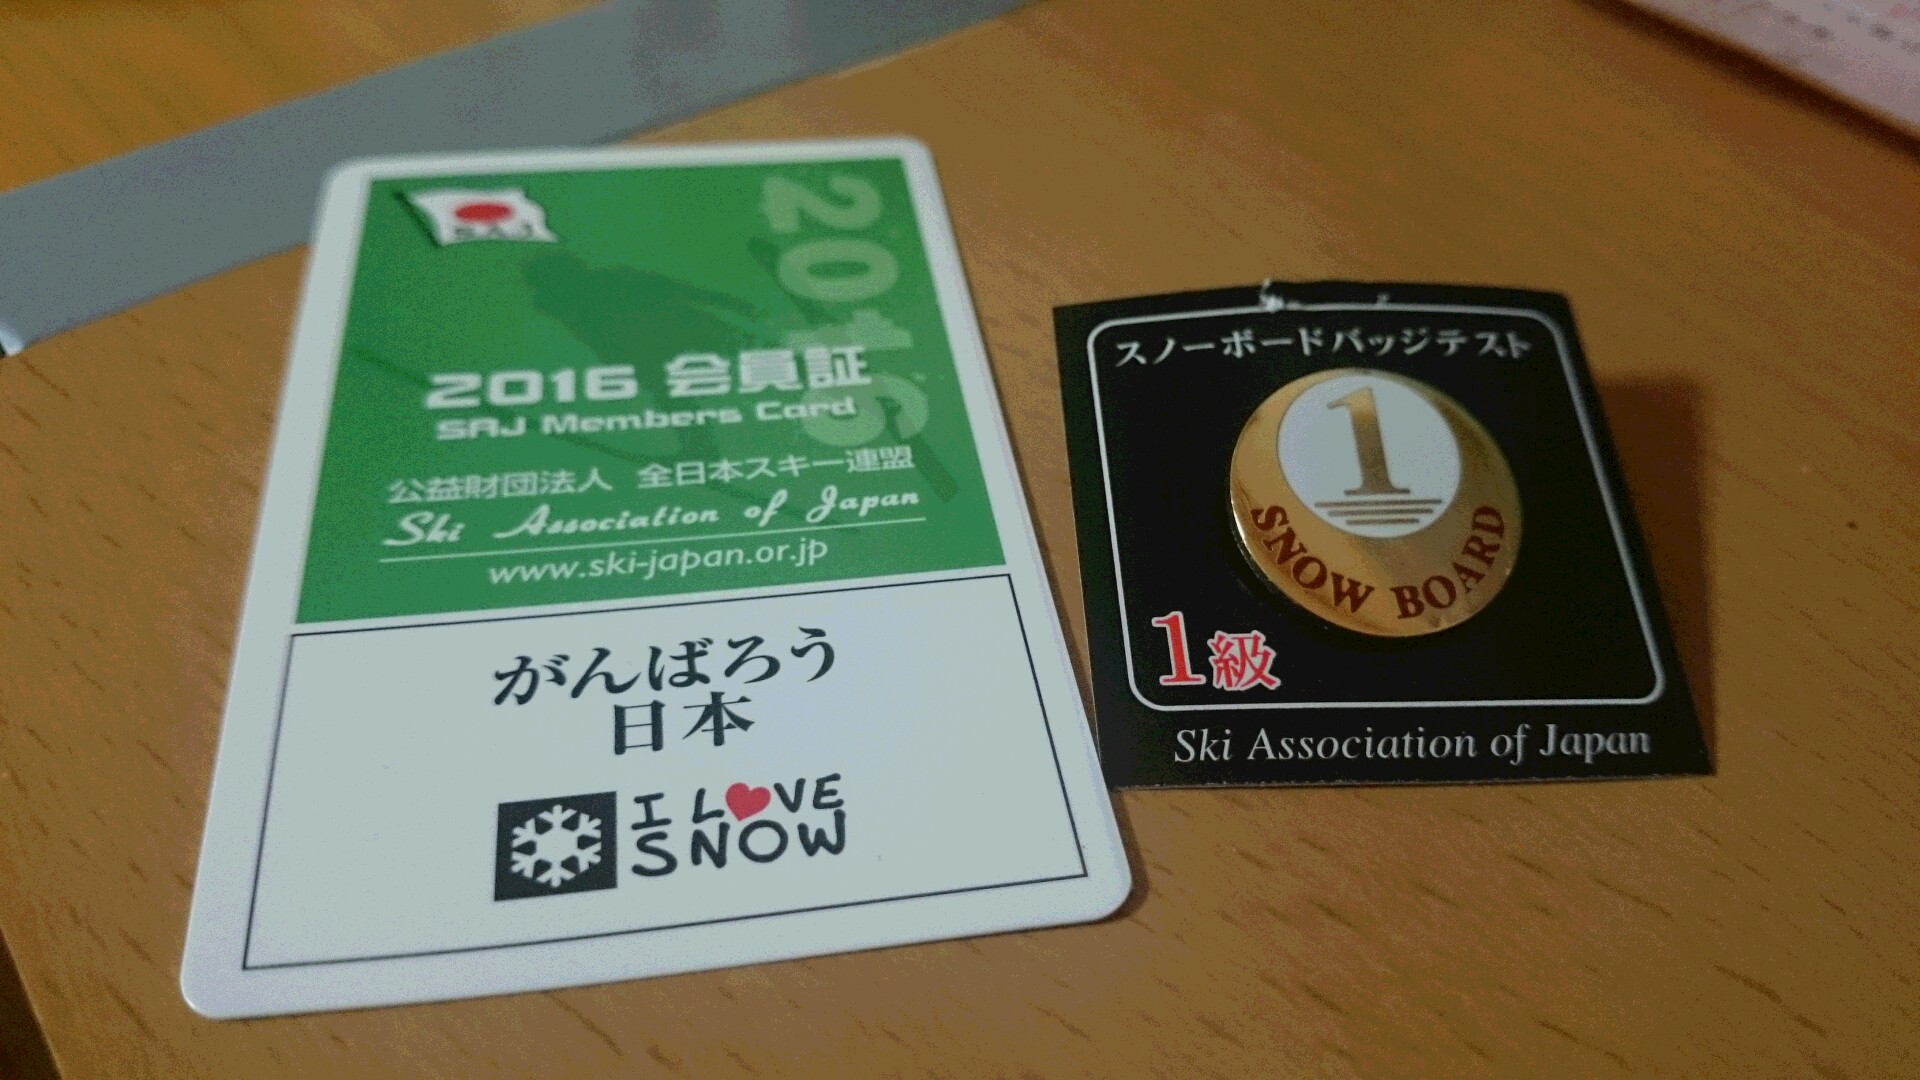 SAJ
2016
2016 会員証
SAJ Members Card
公益財団法人 全日本スキー連盟
Ski Association of Japan
www.ski-japan.or.jp
がんばろう
日本
I LOVE
SNOW
スノーボードバッジテスト
1
SNOW BOARD
1級
Ski Association of Japan